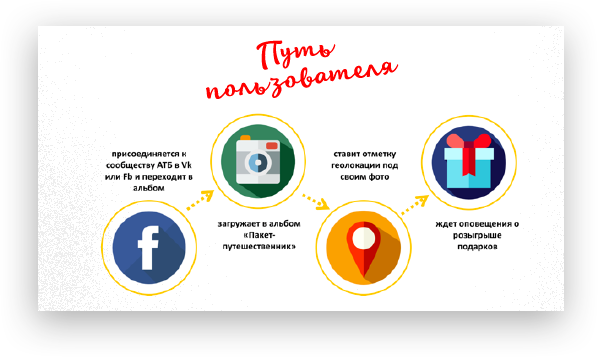 Путь
пользователя
присоединяется к
сообществу АТБ в Vk
или Fb и переходит в
альбом
загружает в альбом
«Пакет-
путешественник»
ставит отметку
геолокации под
своим фото
ждет оповещения о
розыгрыше
подарков